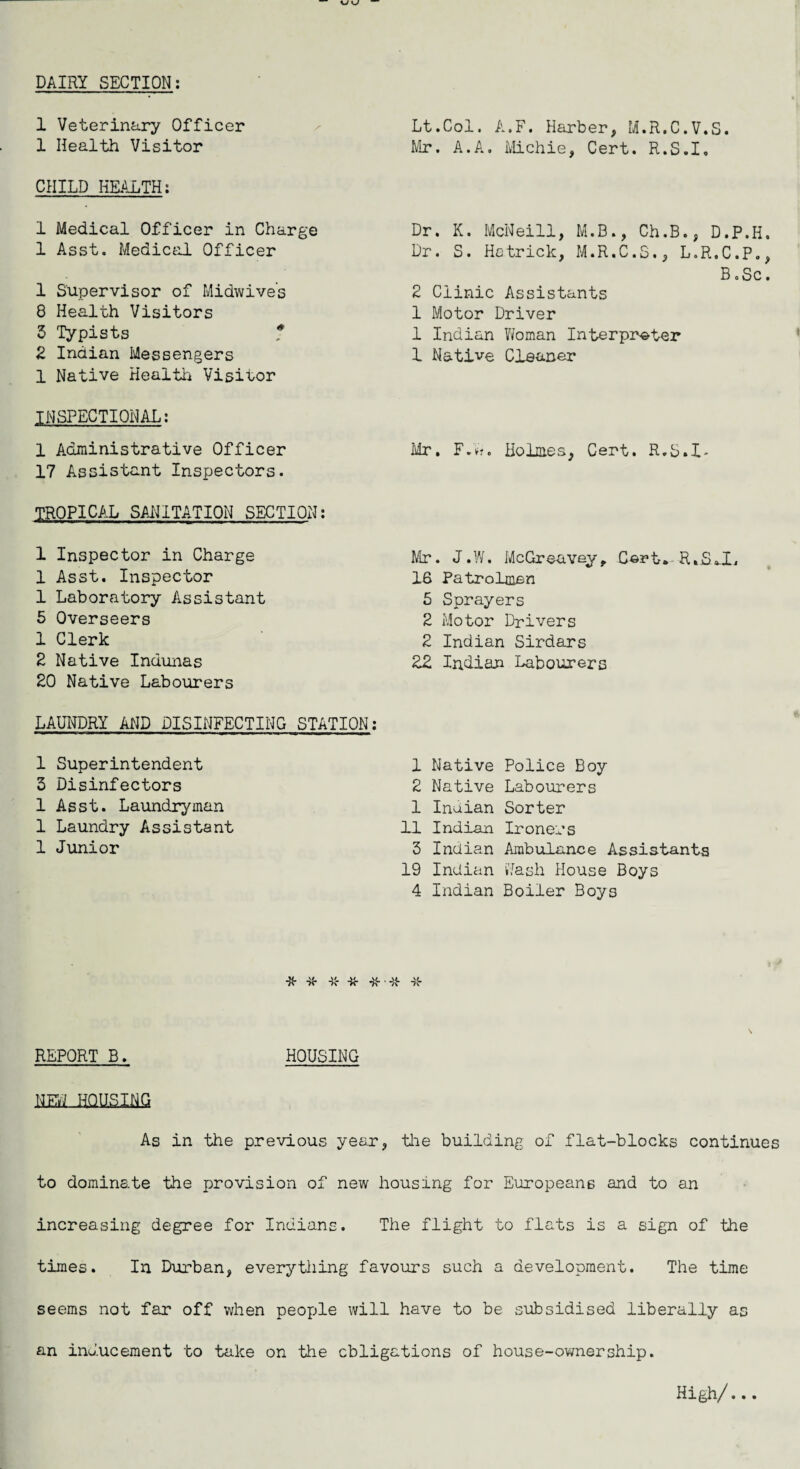 DAIRY SECTION:
1 Veterinary Officer Lt.Col. A.F. Harber, M.R.C.V.S.
1 Health Visitor Mr. A.A. Michie, Cert. R.S.I.
CHILD HEALTH:
1 Medical Officer in Charge Dr. K. McNeill, M.B., Ch.B., D.P.H.
1 Asst. Medical Officer Dr. S. Hatrick, M.R.C.S., L.R.C.P.,
B.Sc.
1 Supervisor of Midwives 2 Clinic Assistants
8 Health Visitors 1 Motor Driver
3 Typists 1 Indian Woman Interpreter
2 Indian Messengers 1 Native Cleaner
1 Native Health Visitor
INSPECTIONAL:
1 Administrative Officer Mr. F.W. Holmes, Cert. R.S.I.
17 Assistant Inspectors.
TROPICAL SANITATION SECTION:
1 Inspector in Charge Mr. J.W. McGreavey, Cert. R.S.I.
1 Asst. Inspector 16 Patrolmen
1 Laboratory Assistant 5 Sprayers
5 Overseers 2 Motor Drivers
1 Clerk 2 Indian Sirdars
2 Native Indunas 22 Indian Labourers
20 Native Labourers
LAUNDRY AND DISINFECTING STATION:
1 Superintendent 1 Native Police Boy
3 Disinfectors 2 Native Labourers
1 Asst. Laundryman 1 Indian Sorter
1 Laundry Assistant 11 Indian Ironers
1 Junior 3 Indian Ambulance Assistants
19 Indian Wash House Boys
4 Indian Boiler Boys
* * * * * * *
REPORT B. HOUSING
NEW HOUSING
As in the previous year, the building of flat-blocks continues
to dominate the provision of new housing for Europeans and to an
increasing degree for Indians. The flight to flats is a sign of the
times. In Durban, everything favours such a development. The time
seems not far off when people will have to be subsidised liberally as
an inducement to take on the obligations of house-ownership.
High/...